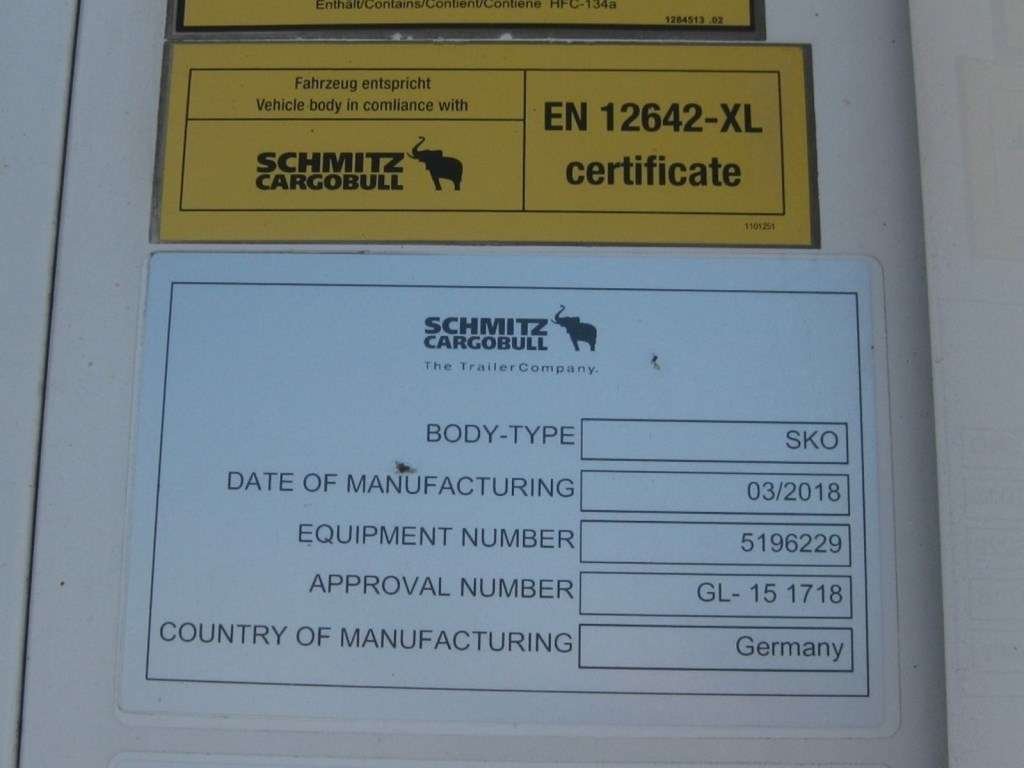 Enthält/Contains/Contient/Contiene HFC-134a
1284513 .02
Fahrzeug entspricht
Vehicle body in comliance with
SCHMITZ
CARGOBULL
EN 12642-XL
certificate
1101251
SCHMITZ
CARGOBULL
The TrailerCompany.
BODY-TYPE SKO
DATE OF MANUFACTURING 03/2018
EQUIPMENT NUMBER 5196229
APPROVAL NUMBER GL- 15 1718
COUNTRY OF MANUFACTURING Germany